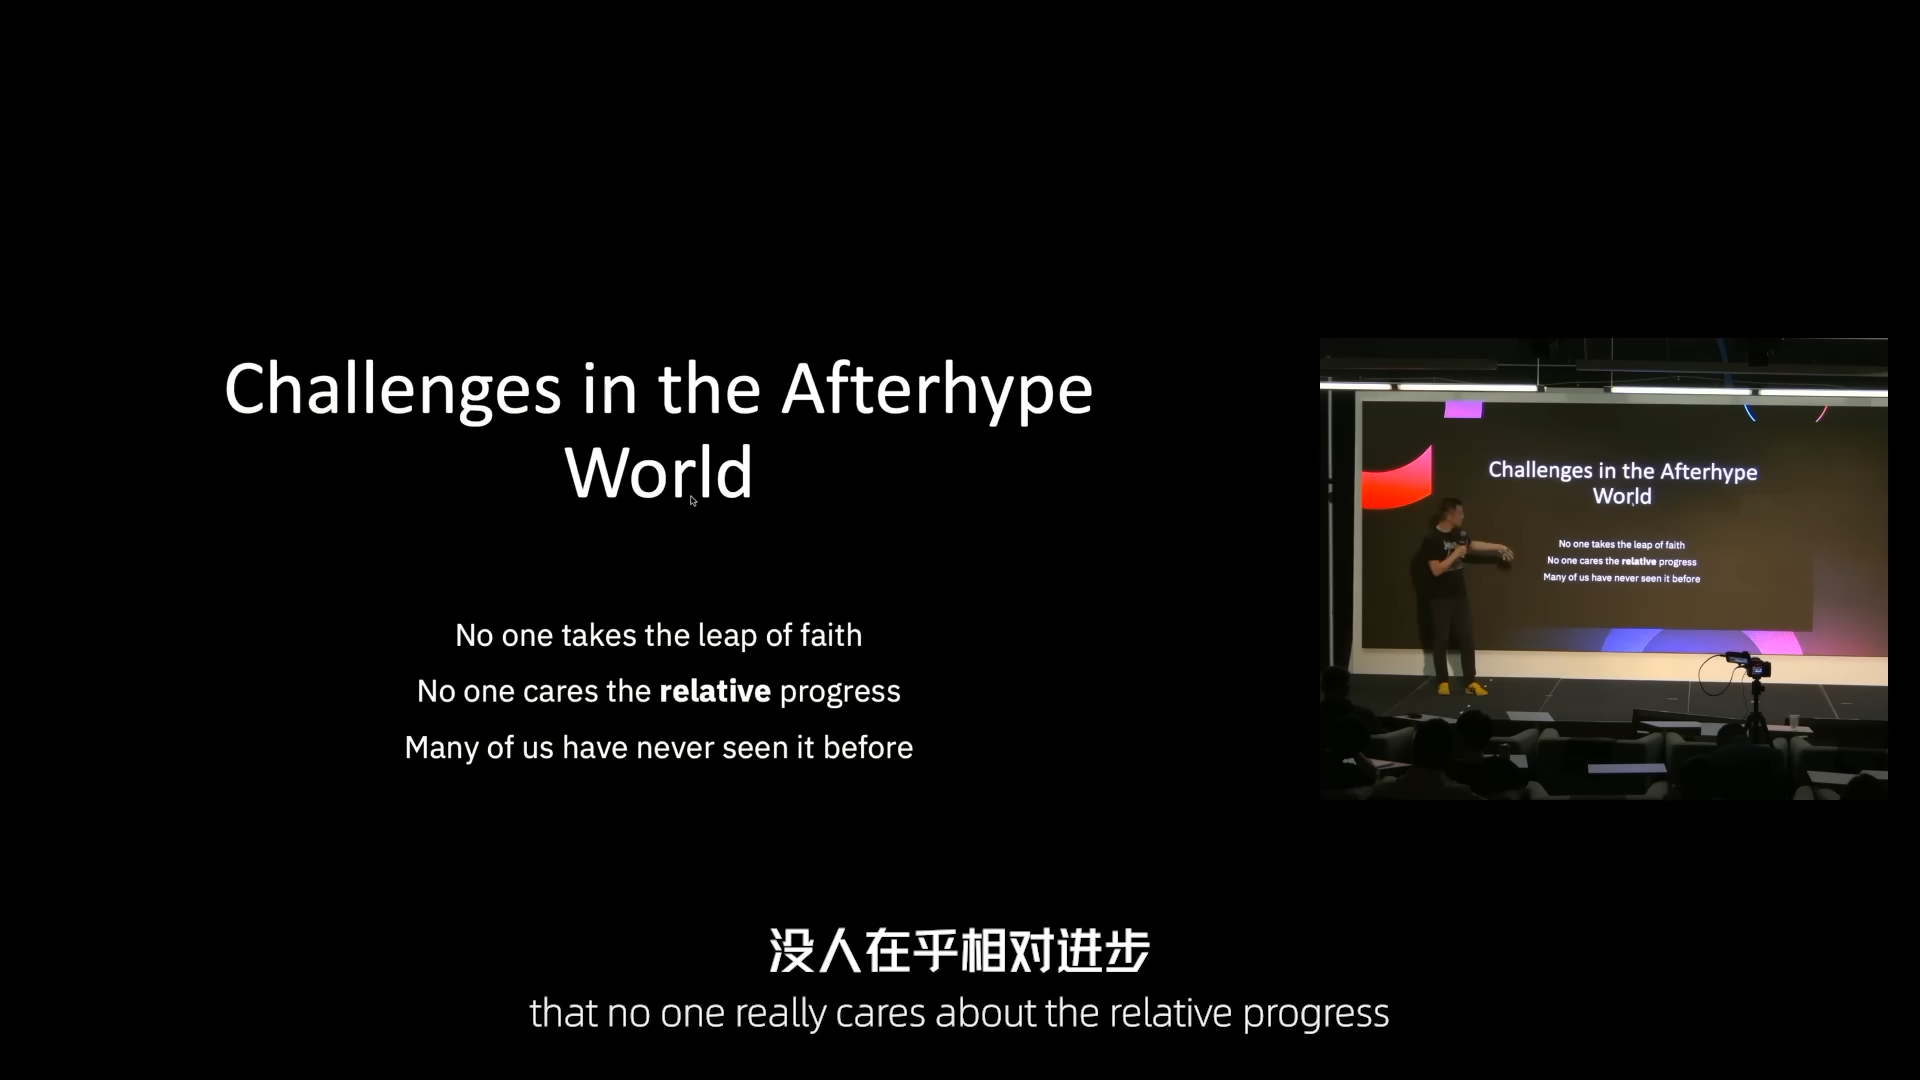 Challenges in the Afterhype
World
No one takes the leap of faith
No one cares the relative progress
Many of us have never seen it before
Challenges in the Afterhype
World
No one takes the leap of faith
No one cares the relative progress
Many of us have never seen it before
没人在乎相对进步
that no one really cares about the relative progress